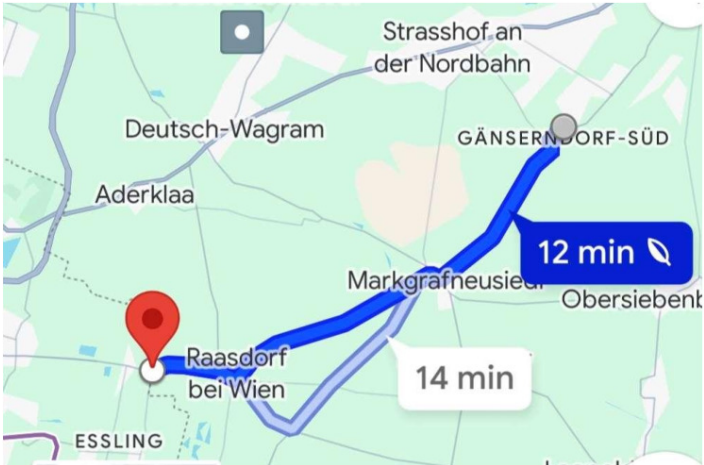 Strasshof an
der Nordbahn
Deutsch-Wagram
GÄNSERNDORF-SÜD
Aderklaa
12 min
Markgrafneusiedl
Obersiebenb
Raasdorf
bei Wien
14 min
ESSLING